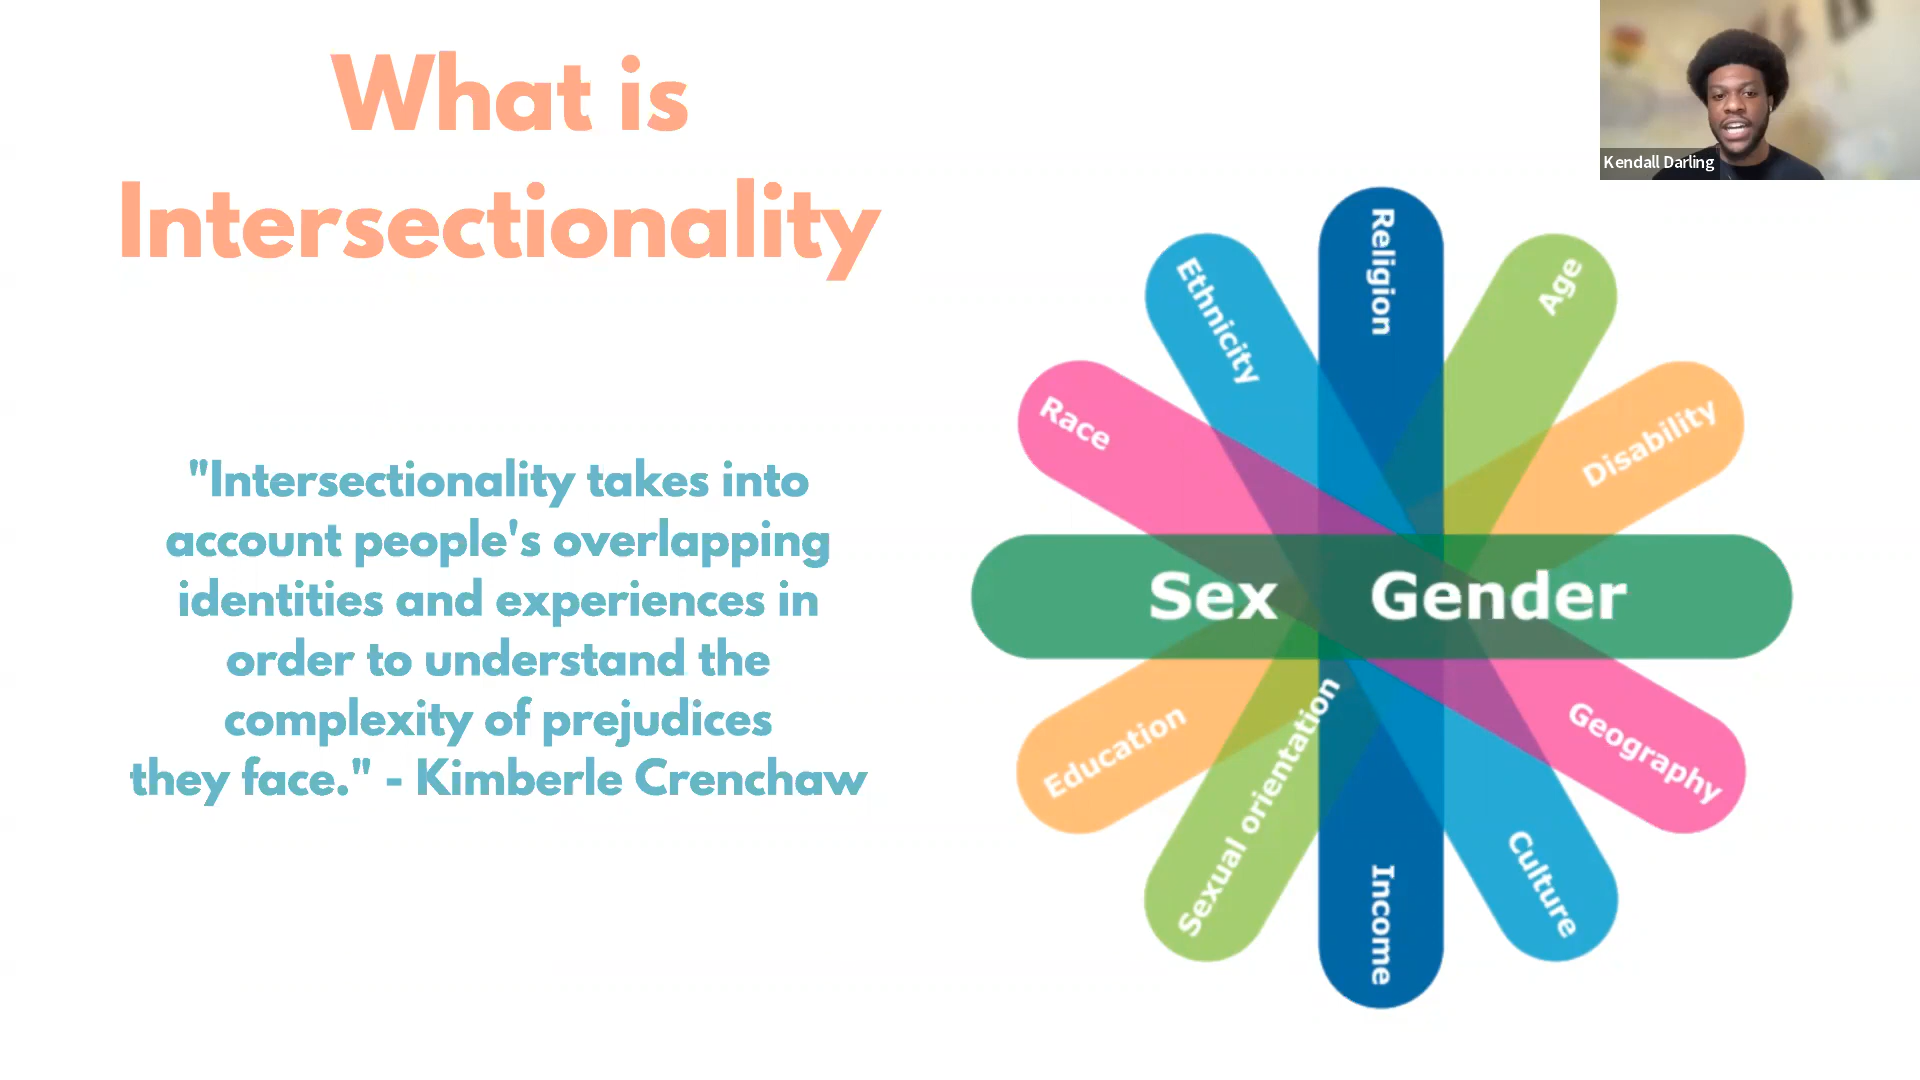 What is
Intersectionality
"Intersectionality takes into
account people's overlapping
identities and experiences in
order to understand the
complexity of prejudices
they face." - Kimberle Crenchaw
Kendall Darling
Religion
Age
Ethnicity
Disability
Race
Sex Gender
Education
Sexual orientation
Geography
Culture
Income